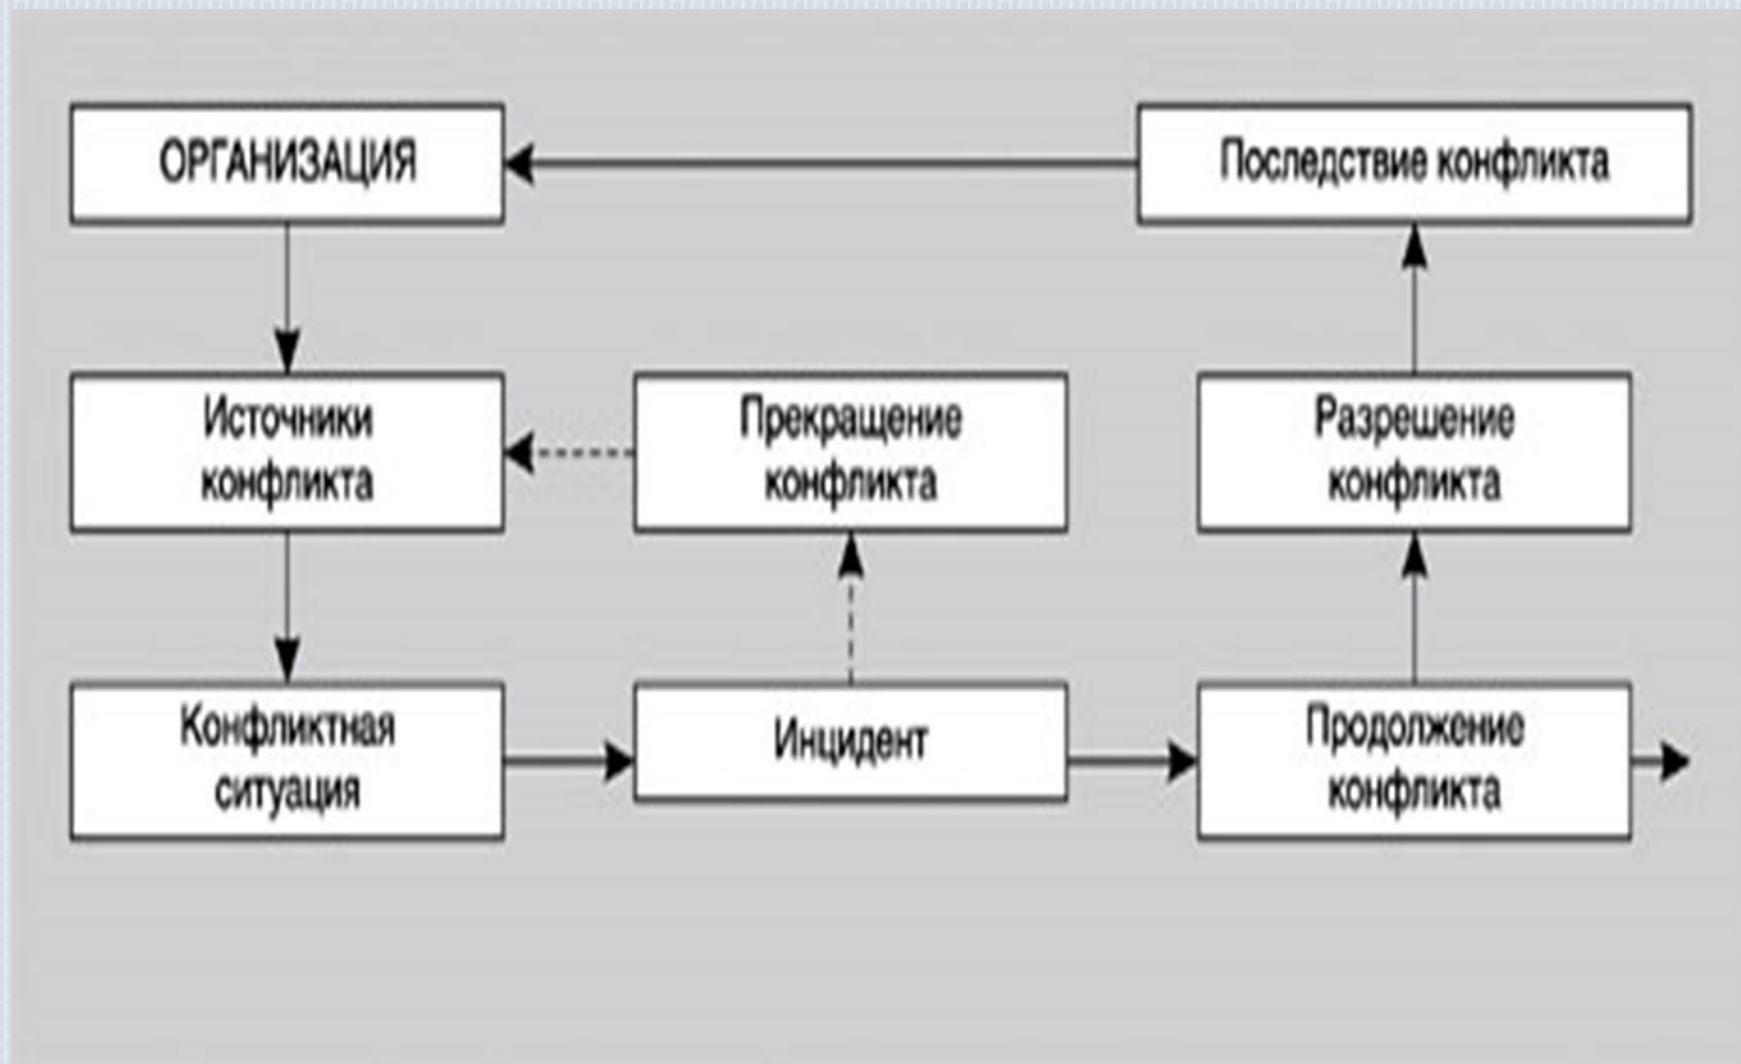 ОРГАНИЗАЦИЯ
Последствие конфликта
Источники
конфликта
Прекращение
конфликта
Разрешение
конфликта
Конфликтная
ситуация
Инцидент
Продолжение
конфликта